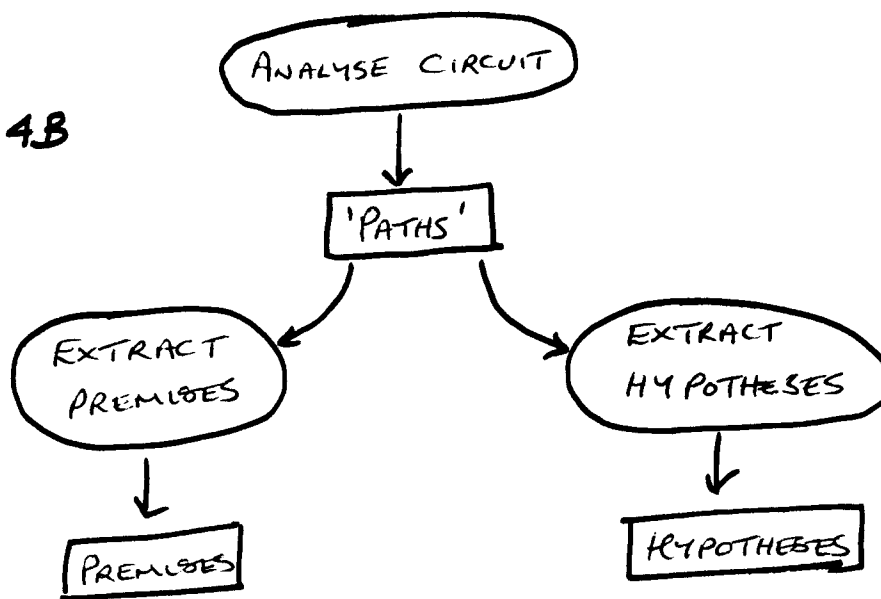 ANALYSE CIRCUIT
4B
'PATHS'
EXTRACT
PREMISES
EXTRACT
HYPOTHESES
PREMISES
HYPOTHESES